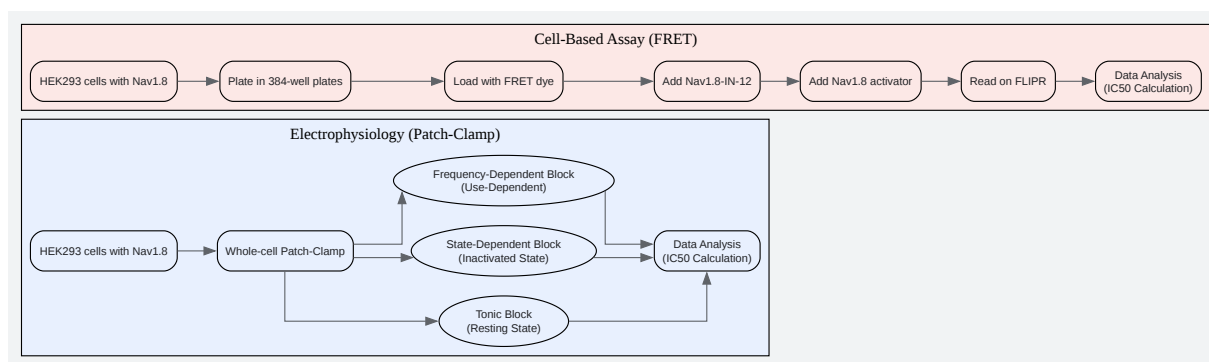 Cell-Based Assay (FRET)
HEK293 cells with Nav1.8
Plate in 384-well plates
Load with FRET dye
Add Nav1.8-IN-12
Add Nav1.8 activator
Read on FLIPR
Data Analysis
(IC50 Calculation)
Electrophysiology (Patch-Clamp)
HEK293 cells with Nav1.8
Whole-cell Patch-Clamp
Frequency-Dependent Block
(Use-Dependent)
State-Dependent Block
(Inactivated State)
Tonic Block
(Resting State)
Data Analysis
(IC50 Calculation)